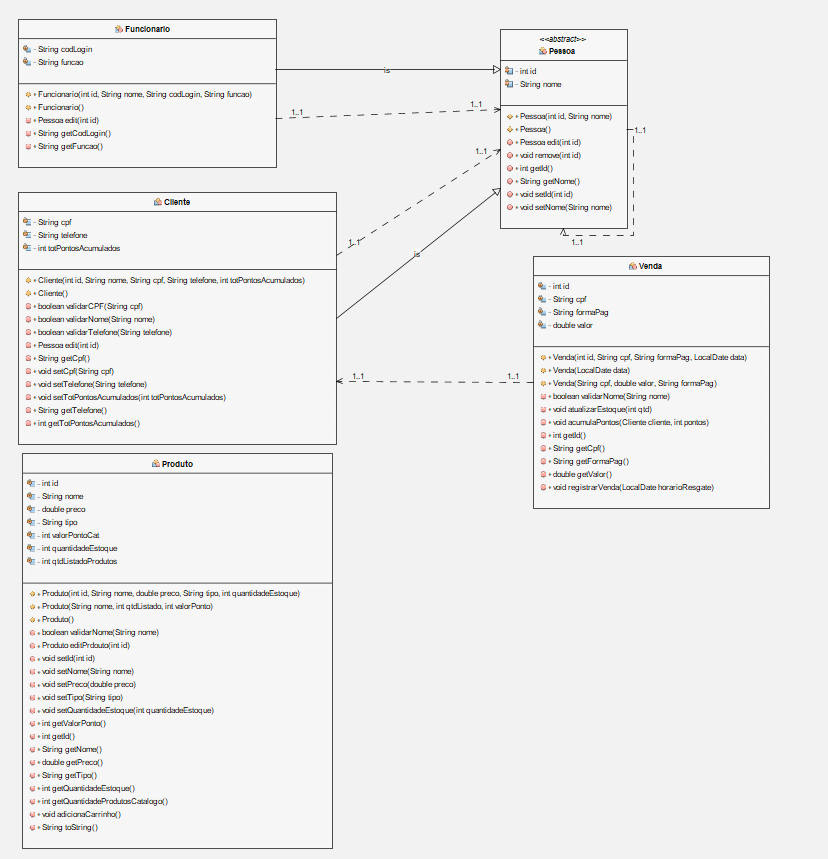 Funcionario
- String codLogin
- String funcao
+ Funcionario(int id, String nome, String codLogin, String funcao)
+ Funcionario()
+ Pessoa edit(int id)
+ String getCodLogin()
+ String getFuncao()
is
1..1
1..1
<<abstract>>
Pessoa
- int id
- String nome
+ Pessoa(int id, String nome)
+ Pessoa()
+ Pessoa edit(int id)
+ void remove(int id)
+ int getId()
+ String getNome()
+ void setId(int id)
+ void setNome(String nome)
1..1
1..1
1..1
1..1
is
Cliente
- String cpf
- String telefone
- int totPontosAcumulados
+ Cliente(int id, String nome, String cpf, String telefone, int totPontosAcumulados)
+ Cliente()
+ boolean validarCPF(String cpf)
+ boolean validarNome(String nome)
+ boolean validarTelefone(String telefone)
+ Pessoa edit(int id)
+ String getCpf()
+ void setCpf(String cpf)
+ void setTelefone(String telefone)
+ void setTotPontosAcumulados(int totPontosAcumulados)
+ String getTelefone()
+ int getTotPontosAcumulados()
1..1
1..1
Venda
- int id
- String cpf
- String formaPag
- double valor
+ Venda(int id, String cpf, String formaPag, LocalDate data)
+ Venda(LocalDate data)
+ Venda(String cpf, double valor, String formaPag)
+ boolean validarNome(String nome)
+ void atualizarEstoque(int qtd)
+ void acumulaPontos(Cliente cliente, int pontos)
+ int getId()
+ String getCpf()
+ String getFormaPag()
+ double getValor()
+ void registrarVenda(LocalDate horarioResgate)
Produto
- int id
- String nome
- double preco
- String tipo
- int valorPontoCat
- int quantidadeEstoque
- int qtdListadoProdutos
+ Produto(int id, String nome, double preco, String tipo, int quantidadeEstoque)
+ Produto(String nome, int qtdListado, int valorPonto)
+ Produto()
+ boolean validarNome(String nome)
+ Produto editPrdouto(int id)
+ void setId(int id)
+ void setNome(String nome)
+ void setPreco(double preco)
+ void setTipo(String tipo)
+ void setQuantidadeEstoque(int quantidadeEstoque)
+ int getValorPonto()
+ int getId()
+ String getNome()
+ double getPreco()
+ String getTipo()
+ int getQuantidadeEstoque()
+ int getQuantidadeProdutosCatalogo()
+ void adicionaCarrinho()
+ String toString()